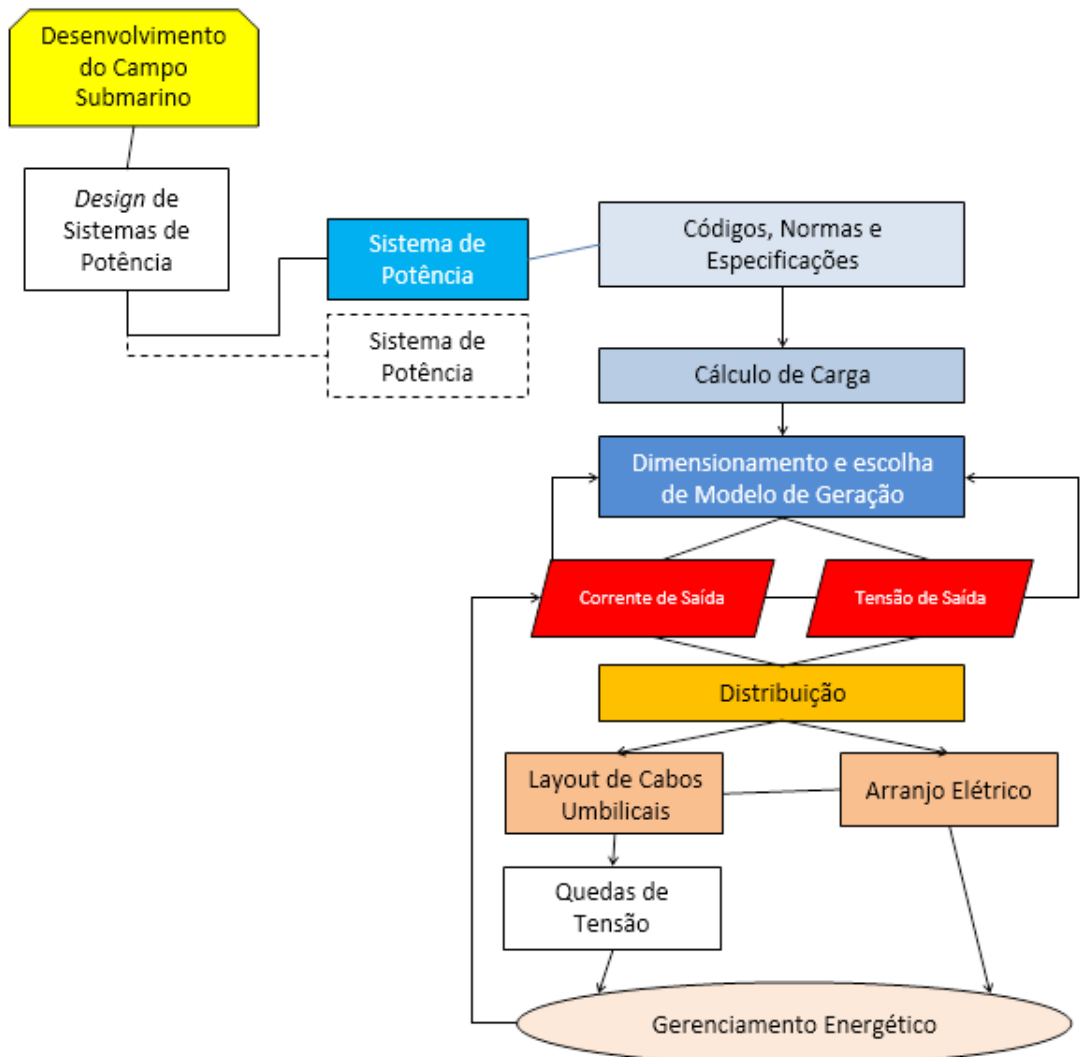 Desenvolvimento
do Campo
Submarino
Design de
Sistemas de
Potência
Sistema de
Potência
Códigos, Normas e
Especificações
Sistema de
Potência
Cálculo de Carga
Dimensionamento e escolha
de Modelo de Geração
Corrente de Saída
Tensão de Saída
Distribuição
Layout de Cabos
Umbilicais
Arranjo Elétrico
Quedas de
Tensão
Gerenciamento Energético